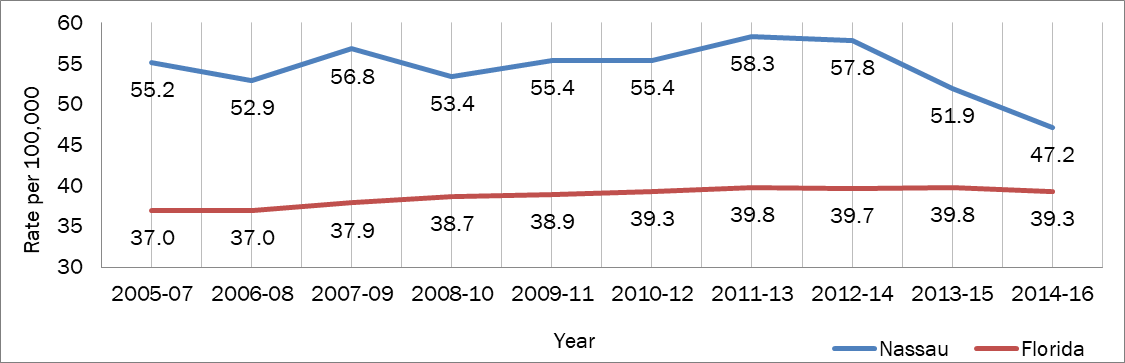 60
55
50
45
40
35
30
Rate per 100,000
55.2 52.9 56.8 53.4 55.4 55.4 58.3 57.8 51.9 47.2
37.0 37.0 37.9 38.7 38.9 39.3 39.8 39.7 39.8 39.3
2005-07 2006-08 2007-09 2008-10 2009-11 2010-12 2011-13 2012-14 2013-15 2014-16
Year
Nassau Florida